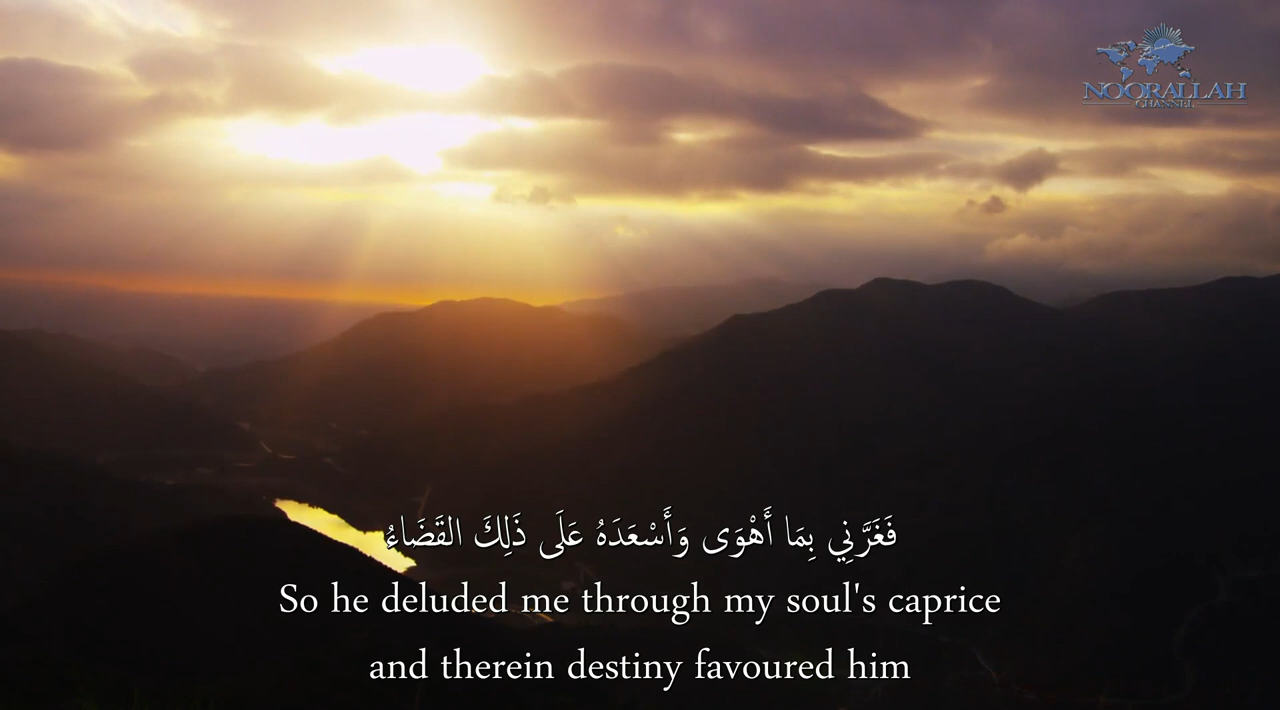 NOORALLAH
CHANNEL
فَغَرَّنِي بِمَا أَهْوَى وَأَسْعَدَهُ عَلَى ذَلِكَ القَضَاءُ
So he deluded me through my soul's caprice
and therein destiny favoured him